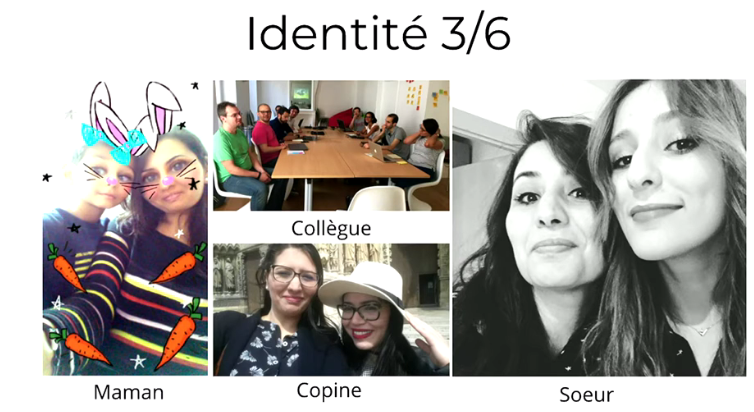 Identité 3/6
Collègue
Maman
Copine
Soeur